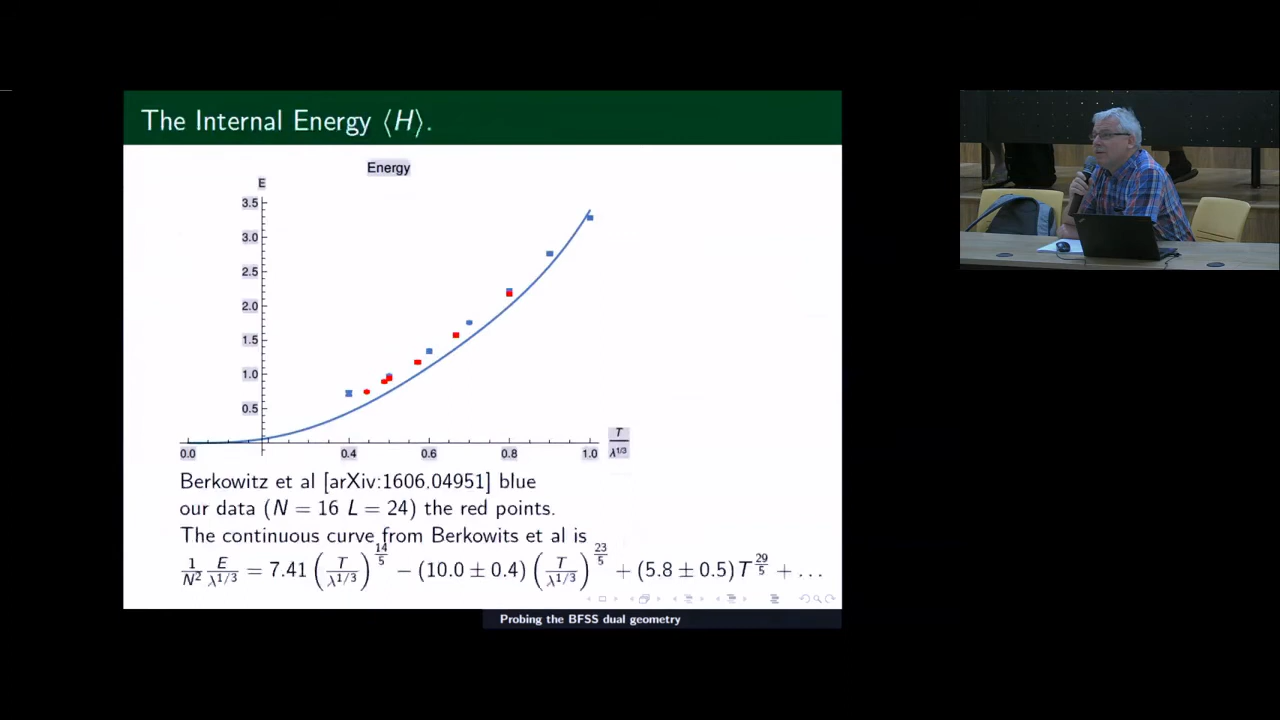 The Internal Energy ⟨H⟩.
Energy
E
3.5
3.0
2.5
2.0
1.5
1.0
0.5
0.0 0.4 0.6 0.8 1.0
T/λ^{1/3}
Berkowitz et al [arXiv:1606.04951] blue
our data (N = 16 L = 24) the red points.
The continuous curve from Berkowits et al is
1/N² E/λ^{1/3} = 7.41 (T/λ^{1/3})^{14/5} − (10.0 ± 0.4) (T/λ^{1/3})^{23/5} + (5.8 ± 0.5) T^{29/5} + ...
Probing the BFSS dual geometry